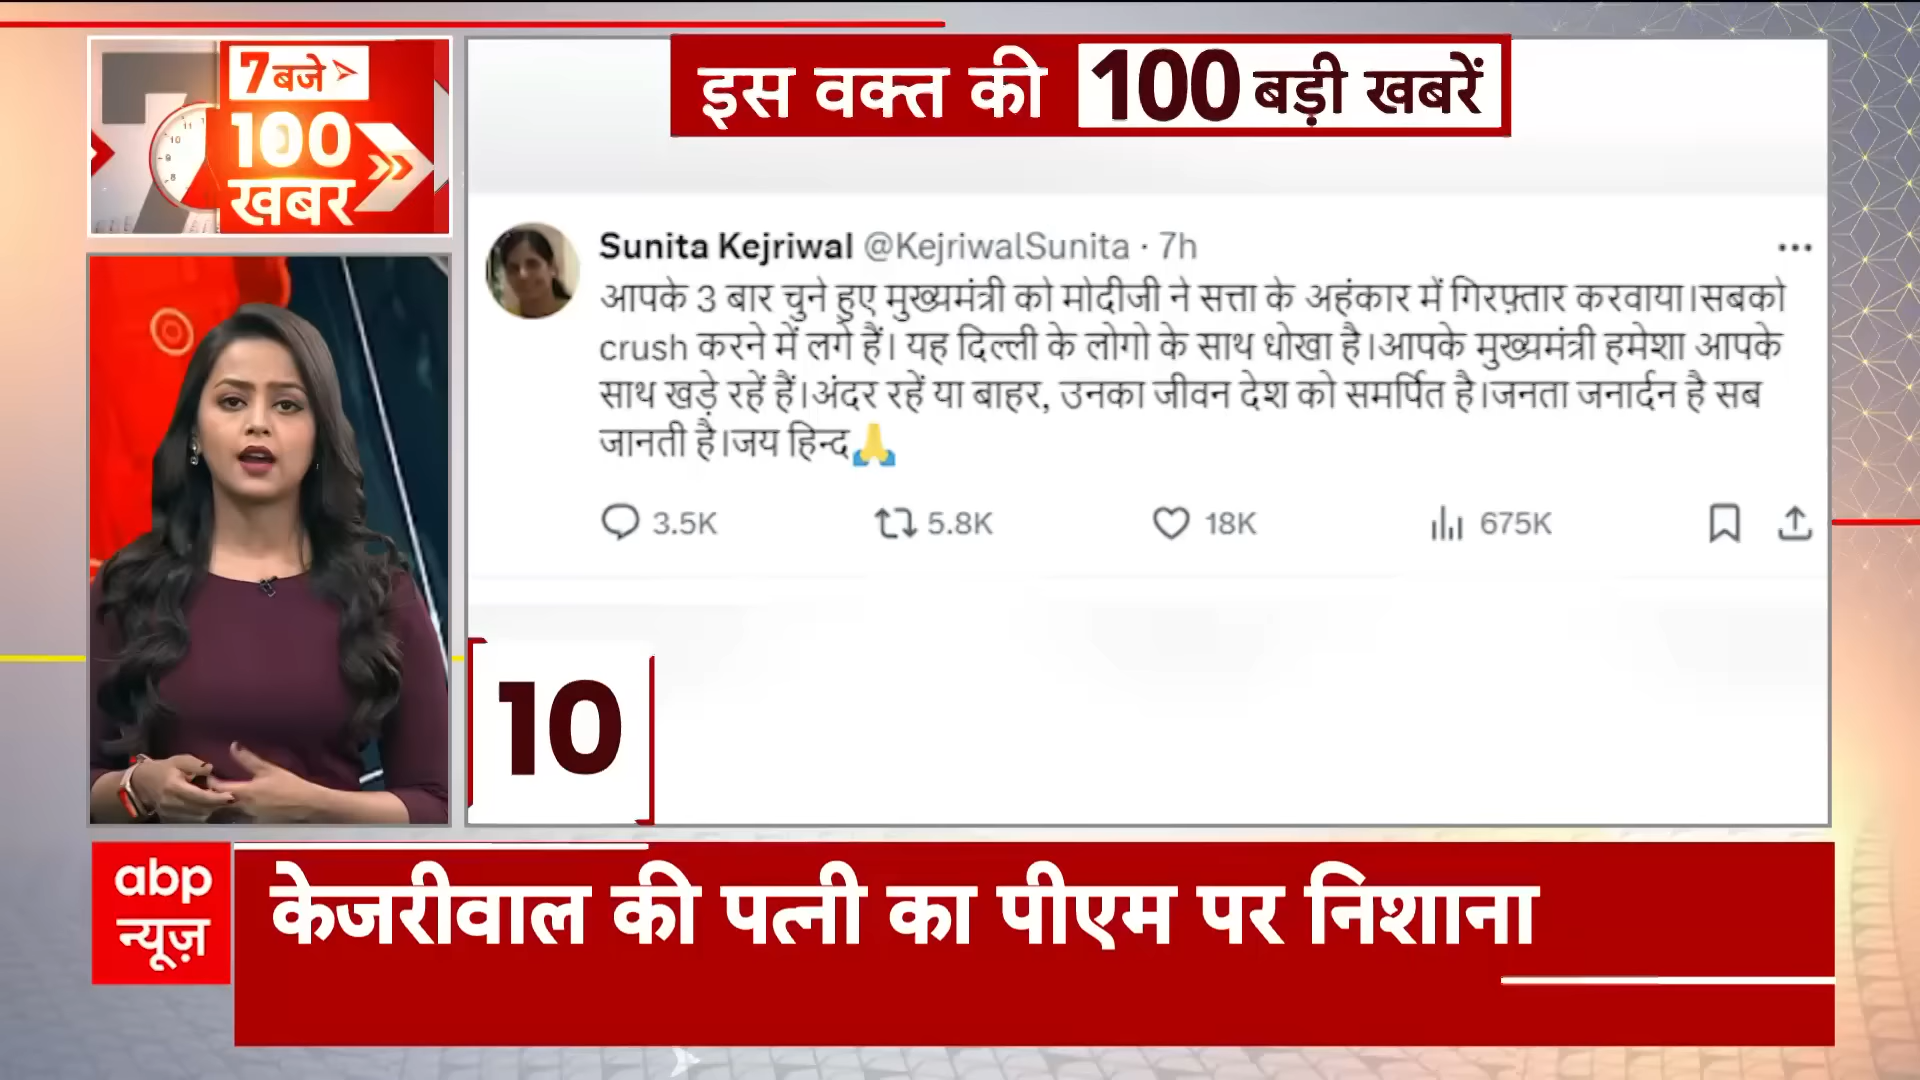 7 बजे
100
खबर
इस वक्त की 100 बड़ी खबरें
Sunita Kejriwal @KejriwalSunita · 7h
आपके 3 बार चुने हुए मुख्यमंत्री को मोदीजी ने सत्ता के अहंकार में गिरफ़्तार करवाया।सबको
crush करने में लगे हैं। यह दिल्ली के लोगो के साथ धोखा है।आपके मुख्यमंत्री हमेशा आपके
साथ खड़े रहें हैं।अंदर रहें या बाहर, उनका जीवन देश को समर्पित है।जनता जनार्दन है सब
जानती है।जय हिन्द🙏
3.5K 5.8K 18K 675K
10
abp
न्यूज़
केजरीवाल की पत्नी का पीएम पर निशाना